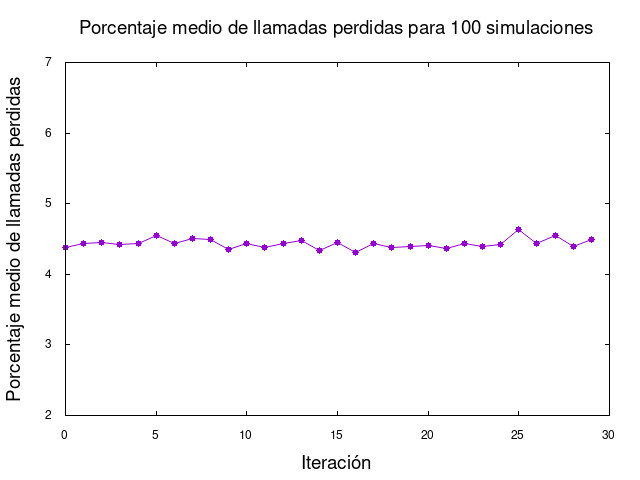 Porcentaje medio de llamadas perdidas para 100 simulaciones
Porcentaje medio de llamadas perdidas
7
6
5
4
3
2
0 5 10 15 20 25 30
Iteración